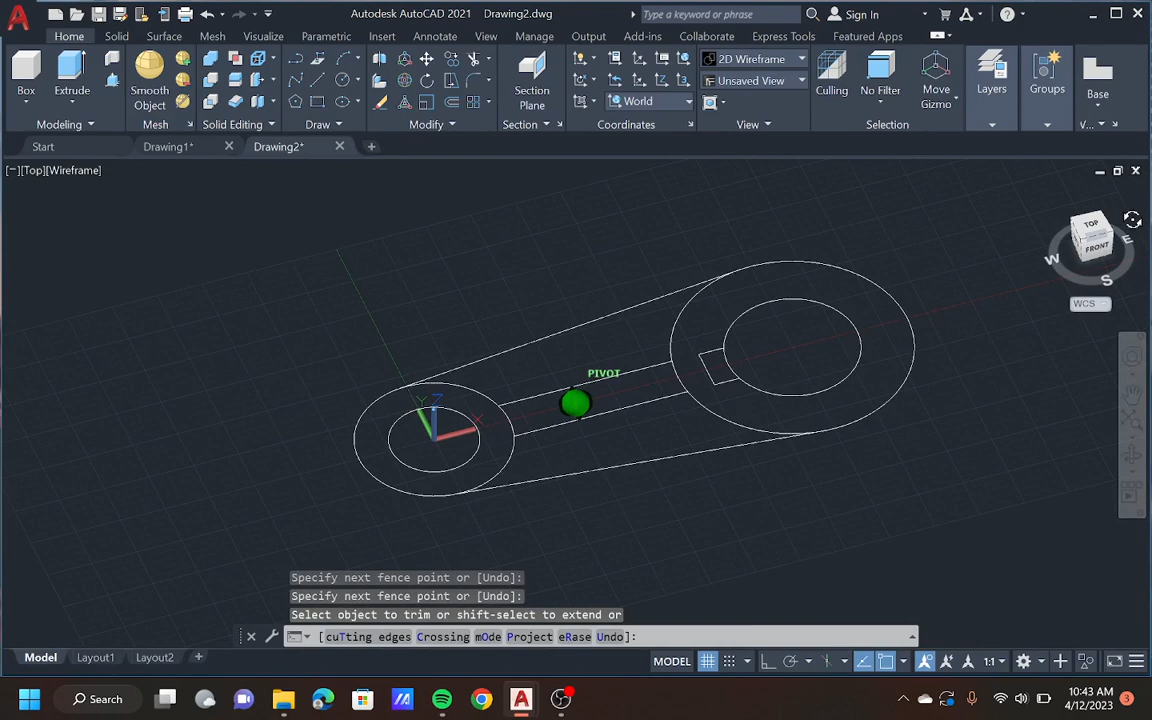 Autodesk AutoCAD 2021 Drawing2.dwg
Type a keyword or phrase
Sign In
Home Solid Surface Mesh Visualize Parametric Insert Annotate View Manage Output Add-ins Collaborate Express Tools Featured Apps
Box
Extrude
Smooth
Object
Section
Plane
2D Wireframe
Unsaved View
World
Culling
No Filter
Move
Gizmo
Layers
Groups
Base
Modeling
Mesh
Solid Editing
Draw
Modify
Section
Coordinates
View
Selection
V...
Start
Drawing1*
Drawing2*
[−][Top][Wireframe]
TOP
FRONT
W
E
S
WCS
PIVOT
Y
Z
X
Specify next fence point or [Undo]:
Specify next fence point or [Undo]:
Select object to trim or shift-select to extend or
[cuTting edges Crossing mOde Project eRase Undo]:
Model
Layout1
Layout2
MODEL
1:1
Search
10:43 AM
4/12/2023
3